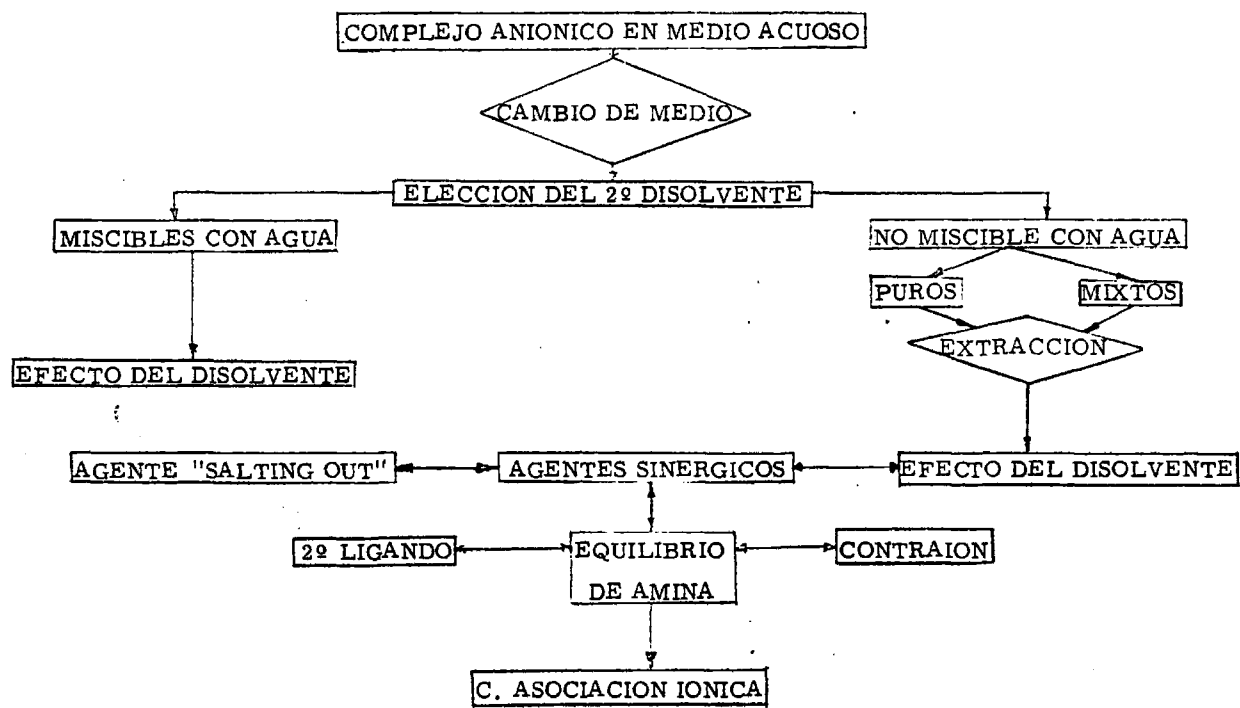 COMPLEJO ANIONICO EN MEDIO ACUOSO
CAMBIO DE MEDIO
ELECCION DEL 2º DISOLVENTE
MISCIBLES CON AGUA
NO MISCIBLE CON AGUA
PUROS
MIXTOS
EXTRACCION
EFECTO DEL DISOLVENTE
AGENTE "SALTING OUT"
AGENTES SINERGICOS
EFECTO DEL DISOLVENTE
2º LIGANDO
EQUILIBRIO
DE AMINA
CONTRAION
C. ASOCIACION IONICA